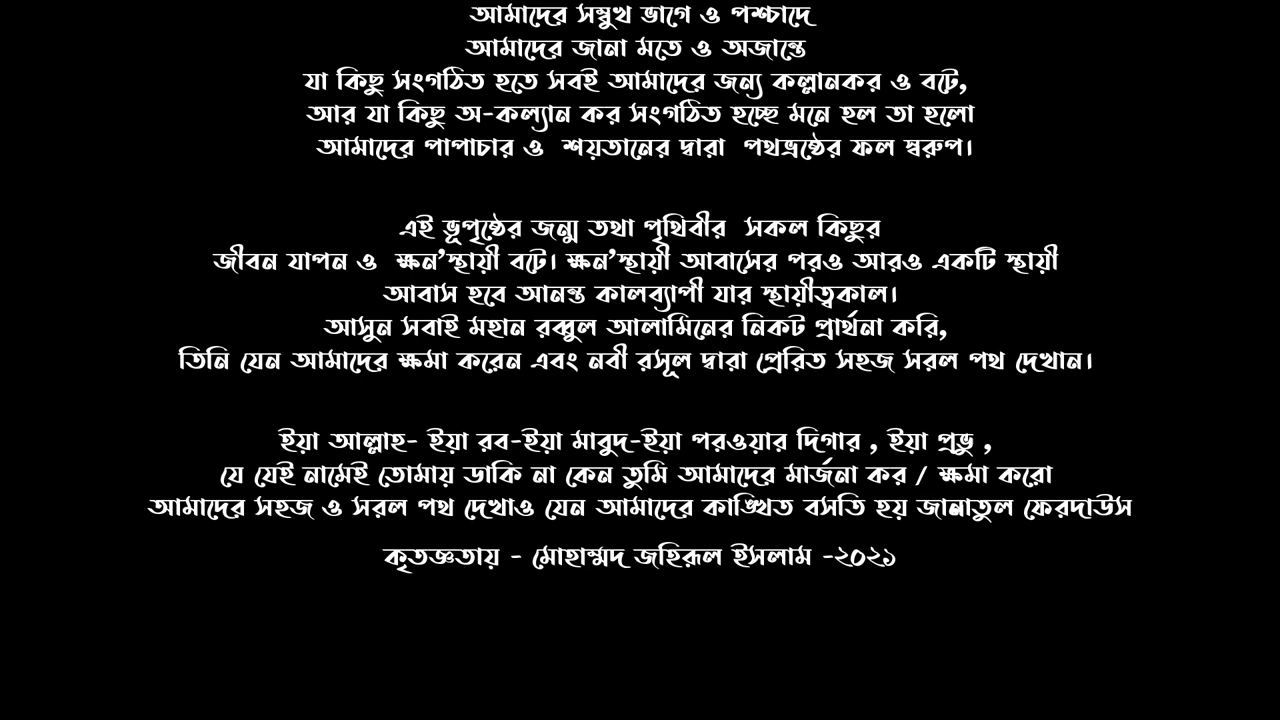 আমাদের সম্মুখ ভাগে ও পশ্চাদে
আমাদের জানা মতে ও অজান্তে
যা কিছু সংগঠিত হতে সবই আমাদের জন্য কল্লানকর ও বটে,
আর যা কিছু অ-কল্যান কর সংগঠিত হচ্ছে মনে হল তা হলো
আমাদের পাপাচার ও শয়তানের দ্বারা পথভ্রষ্ঠের ফল স্বরুপ।
এই ভূপৃষ্ঠের জন্ম তথা পৃথিবীর সকল কিছুর
জীবন যাপন ও ক্ষন’স্থায়ী বটে। ক্ষন’স্থায়ী আবাসের পরও আরও একটি স্থায়ী
আবাস হবে আনন্ত কালব্যাপী যার স্থায়ীত্বকাল।
আসুন সবাই মহান রব্বুল আলামিনের নিকট প্রার্থনা করি,
তিনি যেন আমাদের ক্ষমা করেন এবং নবী রসূল দ্বারা প্রেরিত সহজ সরল পথ দেখান।
ইয়া আল্লাহ- ইয়া রব-ইয়া মাবুদ-ইয়া পরওয়ার দিগার , ইয়া প্রভু ,
যে যেই নামেই তোমায় ডাকি না কেন তুমি আমাদের মার্জনা কর / ক্ষমা করো
আমাদের সহজ ও সরল পথ দেখাও যেন আমাদের কাঙ্খিত বসতি হয় জান্নাতুল ফেরদাউস
কৃতজ্ঞতায় - মোহাম্মদ জহিরূল ইসলাম -২০২১